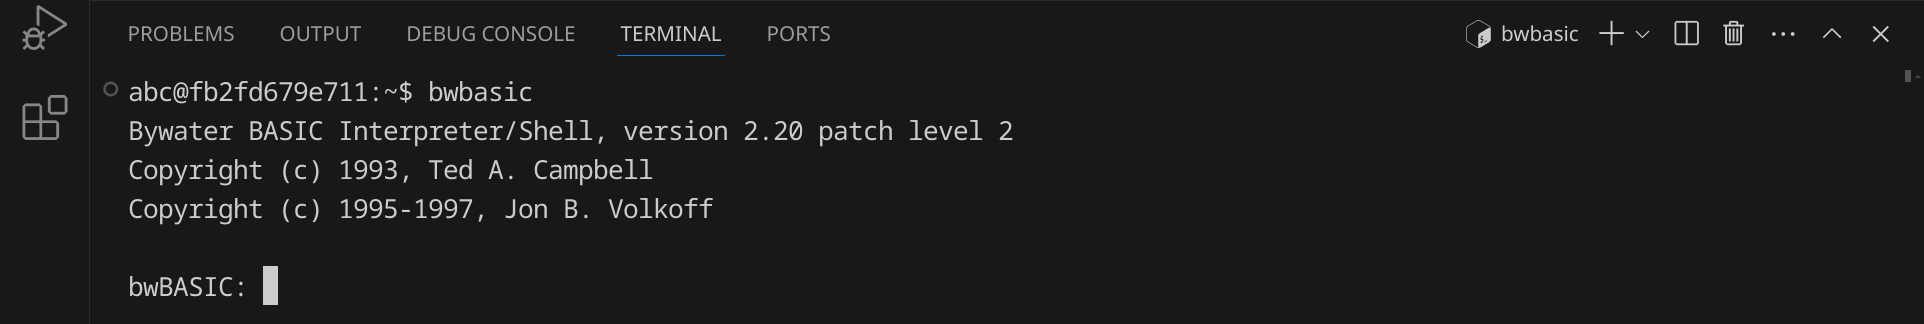 PROBLEMS OUTPUT DEBUG CONSOLE TERMINAL PORTS bwbasic
abc@fb2fd679e711:~$ bwbasic
Bywater BASIC Interpreter/Shell, version 2.20 patch level 2
Copyright (c) 1993, Ted A. Campbell
Copyright (c) 1995-1997, Jon B. Volkoff
bwBASIC: